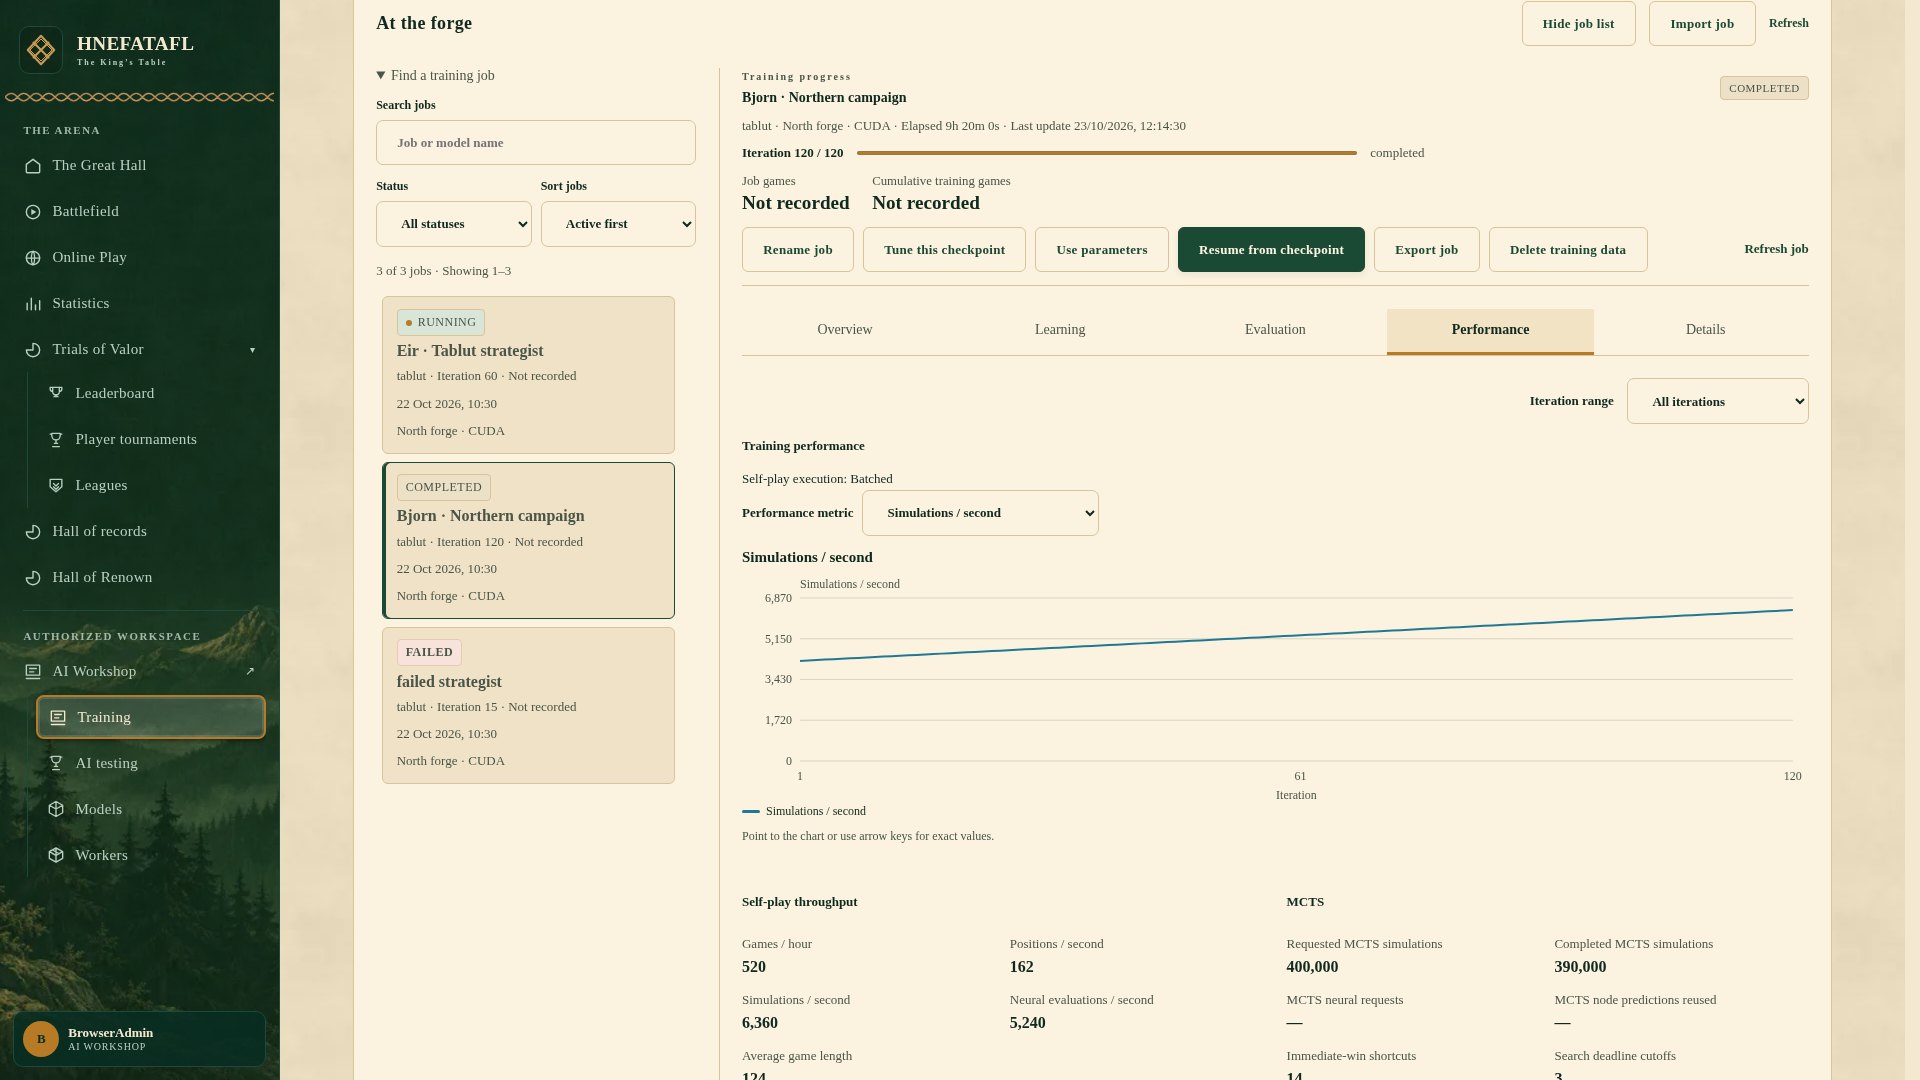 HNEFATAFL
The King's Table
THE ARENA
The Great Hall
Battlefield
Online Play
Statistics
Trials of Valor
Leaderboard
Player tournaments
Leagues
Hall of records
Hall of Renown
AUTHORIZED WORKSPACE
AI Workshop
Training
AI testing
Models
Workers
B
BrowserAdmin
AI WORKSHOP
At the forge
Hide job list
Import job
Refresh
Find a training job
Search jobs
Job or model name
Status
Sort jobs
All statuses
Active first
3 of 3 jobs · Showing 1–3
RUNNING
Eir · Tablut strategist
tablut · Iteration 60 · Not recorded
22 Oct 2026, 10:30
North forge · CUDA
COMPLETED
Bjorn · Northern campaign
tablut · Iteration 120 · Not recorded
22 Oct 2026, 10:30
North forge · CUDA
FAILED
failed strategist
tablut · Iteration 15 · Not recorded
22 Oct 2026, 10:30
North forge · CUDA
Training progress
Bjorn · Northern campaign
COMPLETED
tablut · North forge · CUDA · Elapsed 9h 20m 0s · Last update 23/10/2026, 12:14:30
Iteration 120 / 120
completed
Job games
Cumulative training games
Not recorded
Not recorded
Rename job
Tune this checkpoint
Use parameters
Resume from checkpoint
Export job
Delete training data
Refresh job
Overview
Learning
Evaluation
Performance
Details
Iteration range
All iterations
Training performance
Self-play execution: Batched
Performance metric
Simulations / second
Simulations / second
Simulations / second
6,870
5,150
3,430
1,720
0
1
61
120
Iteration
Simulations / second
Point to the chart or use arrow keys for exact values.
Self-play throughput
MCTS
Games / hour
Positions / second
Requested MCTS simulations
Completed MCTS simulations
520
162
400,000
390,000
Simulations / second
Neural evaluations / second
MCTS neural requests
MCTS node predictions reused
6,360
5,240
—
—
Average game length
Immediate-win shortcuts
Search deadline cutoffs
124
14
3